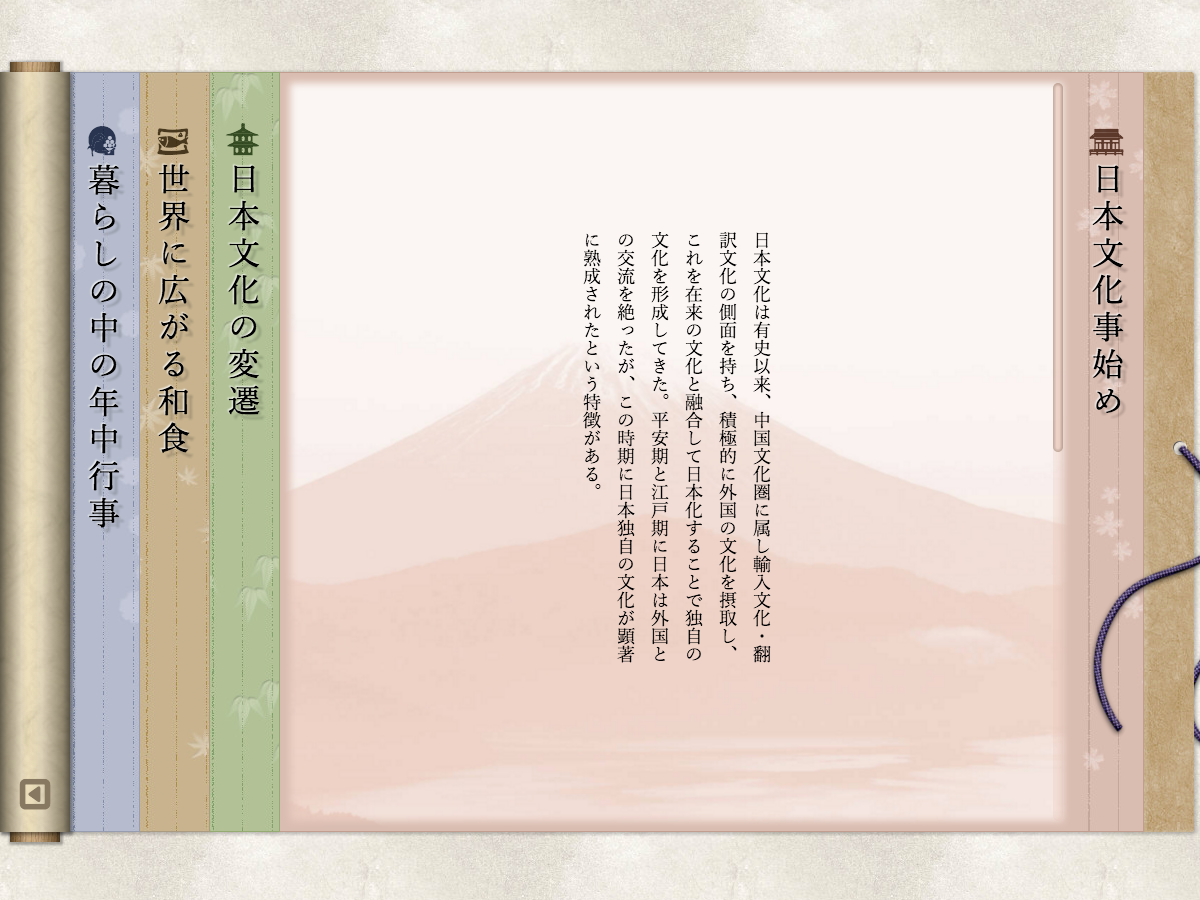 日本文化事始め
日本文化は有史以来、中国文化圏に属し輸入文化・翻
訳文化の側面を持ち、積極的に外国の文化を摂取し、
これを在来の文化と融合して日本化することで独自の
文化を形成してきた。平安期と江戸期に日本は外国と
の交流を絶ったが、この時期に日本独自の文化が顕著
に熟成されたという特徴がある。
日本文化の変遷
世界に広がる和食
暮らしの中の年中行事